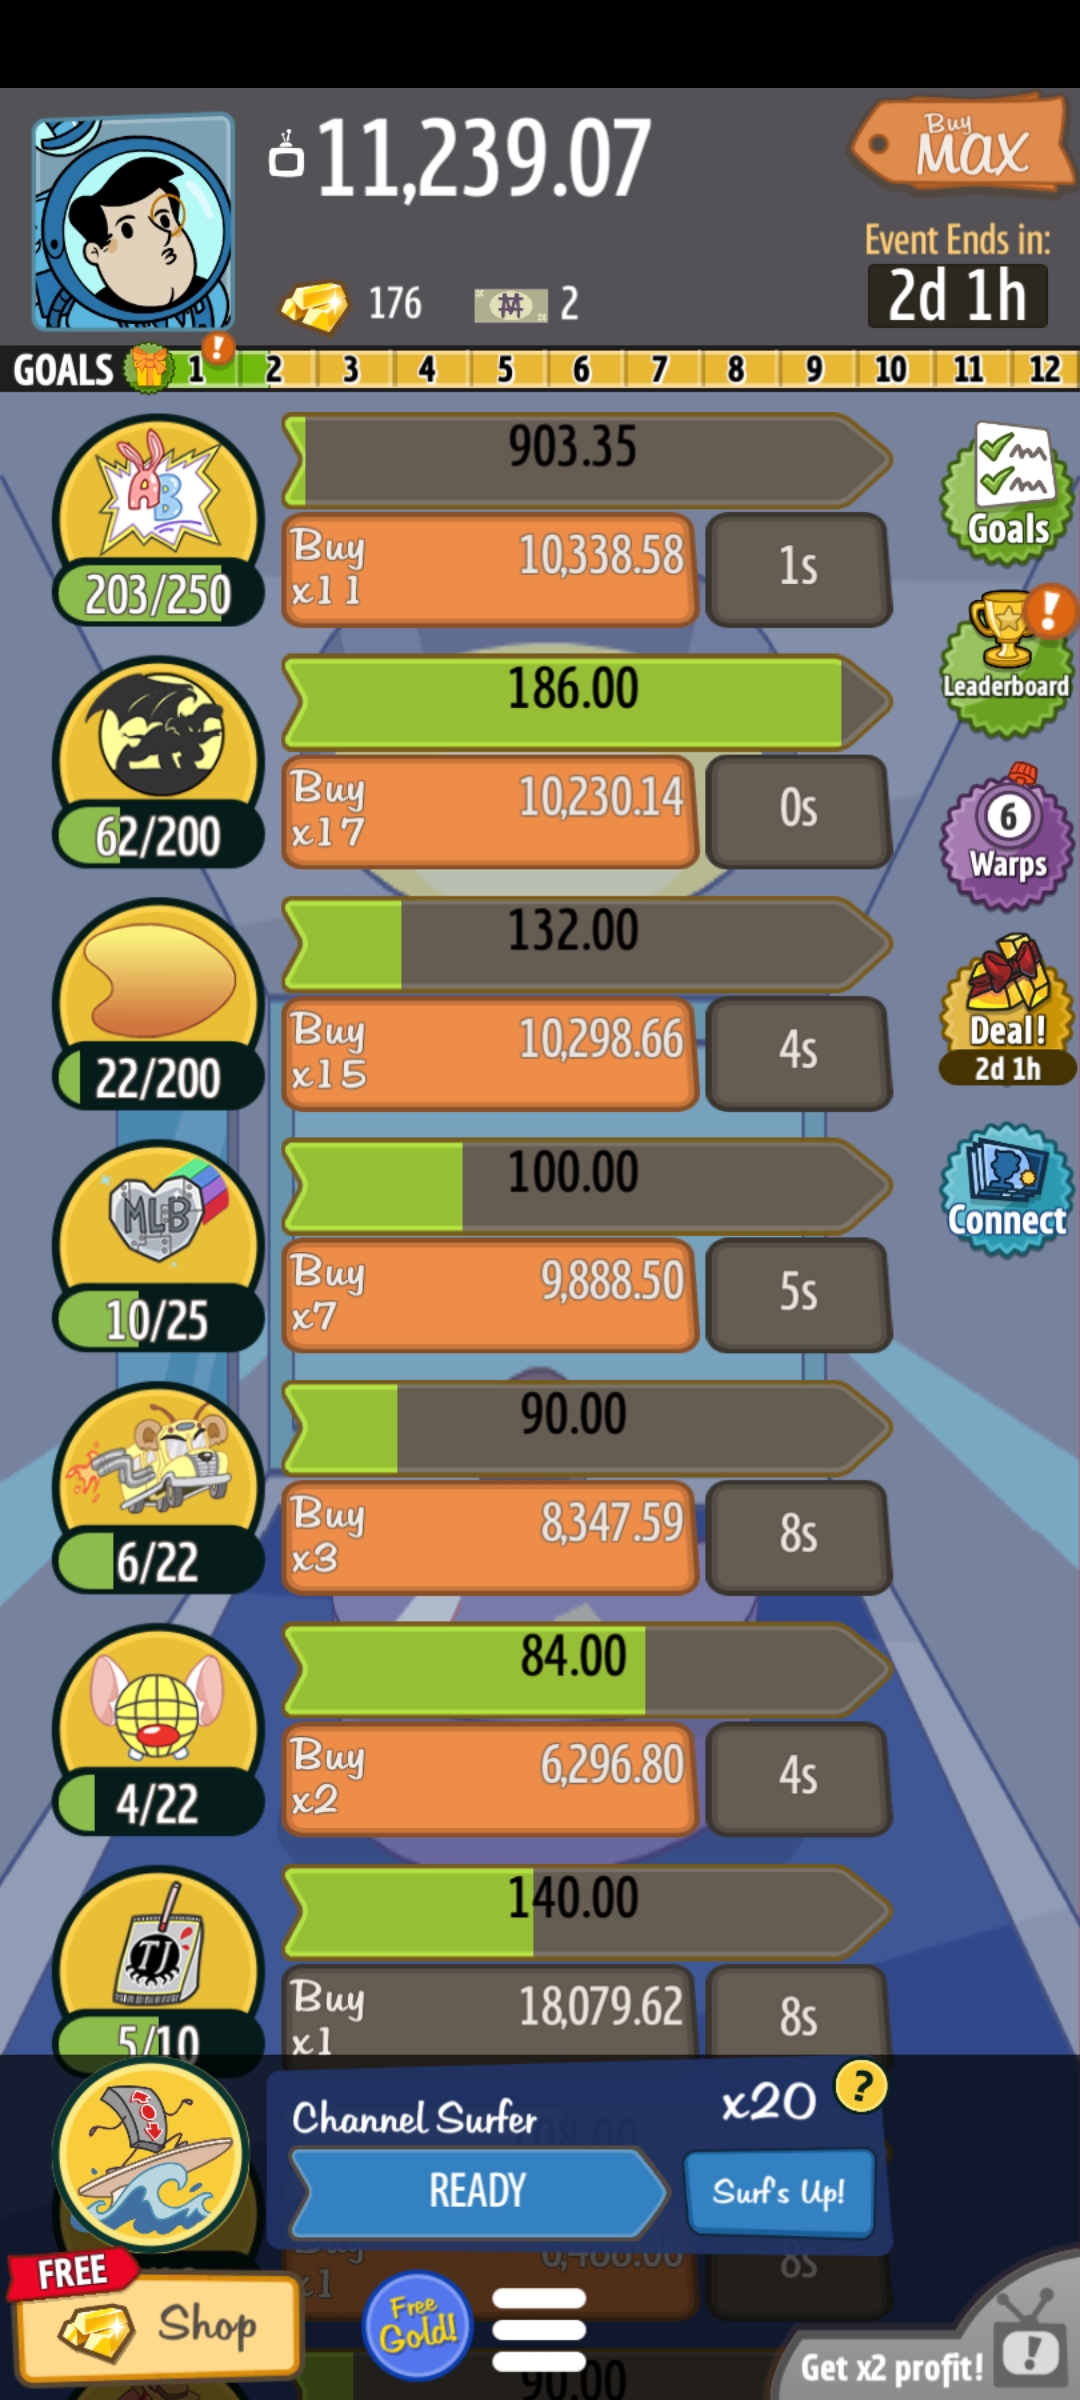 11,239.07
Buy
MAX
Event Ends in:
2d 1h
176
2
GOALS 1 ! 2 3 4 5 6 7 8 9 10 11 12
AB
903.35
Buy
x11
10,338.58
1s
203/250
Goals
186.00
Buy
x17
10,230.14
0s
62/200
!
Leaderboard
132.00
Buy
x15
10,298.66
4s
22/200
6
Warps
Deal!
2d 1h
MLB
100.00
Buy
x7
9,888.50
5s
10/25
Connect
90.00
Buy
x3
8,347.59
8s
6/22
84.00
Buy
x2
6,296.80
4s
4/22
TJ
140.00
Buy
x1
18,079.62
8s
5/10
Channel Surfer
x20
?
READY
Surf's Up!
8s
FREE
Shop
Free
Gold!
90.00
Get x2 profit!
!